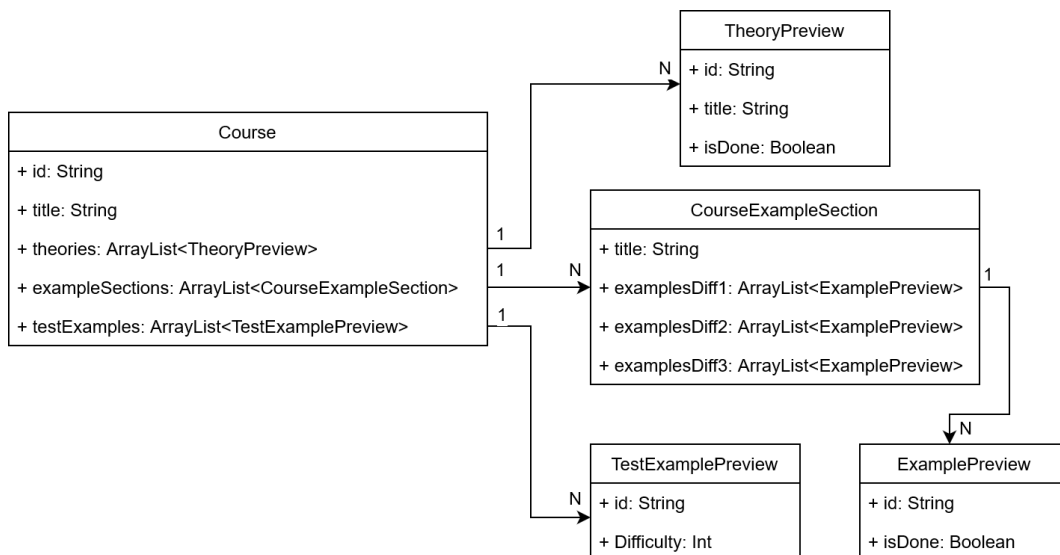 TheoryPreview
+ id: String
+ title: String
+ isDone: Boolean
N
Course
+ id: String
+ title: String
+ theories: ArrayList<TheoryPreview>
+ exampleSections: ArrayList<CourseExampleSection>
+ testExamples: ArrayList<TestExamplePreview>
1
1
1
N
CourseExampleSection
+ title: String
+ examplesDiff1: ArrayList<ExamplePreview>
+ examplesDiff2: ArrayList<ExamplePreview>
+ examplesDiff3: ArrayList<ExamplePreview>
1
N
N
TestExamplePreview
+ id: String
+ Difficulty: Int
ExamplePreview
+ id: String
+ isDone: Boolean